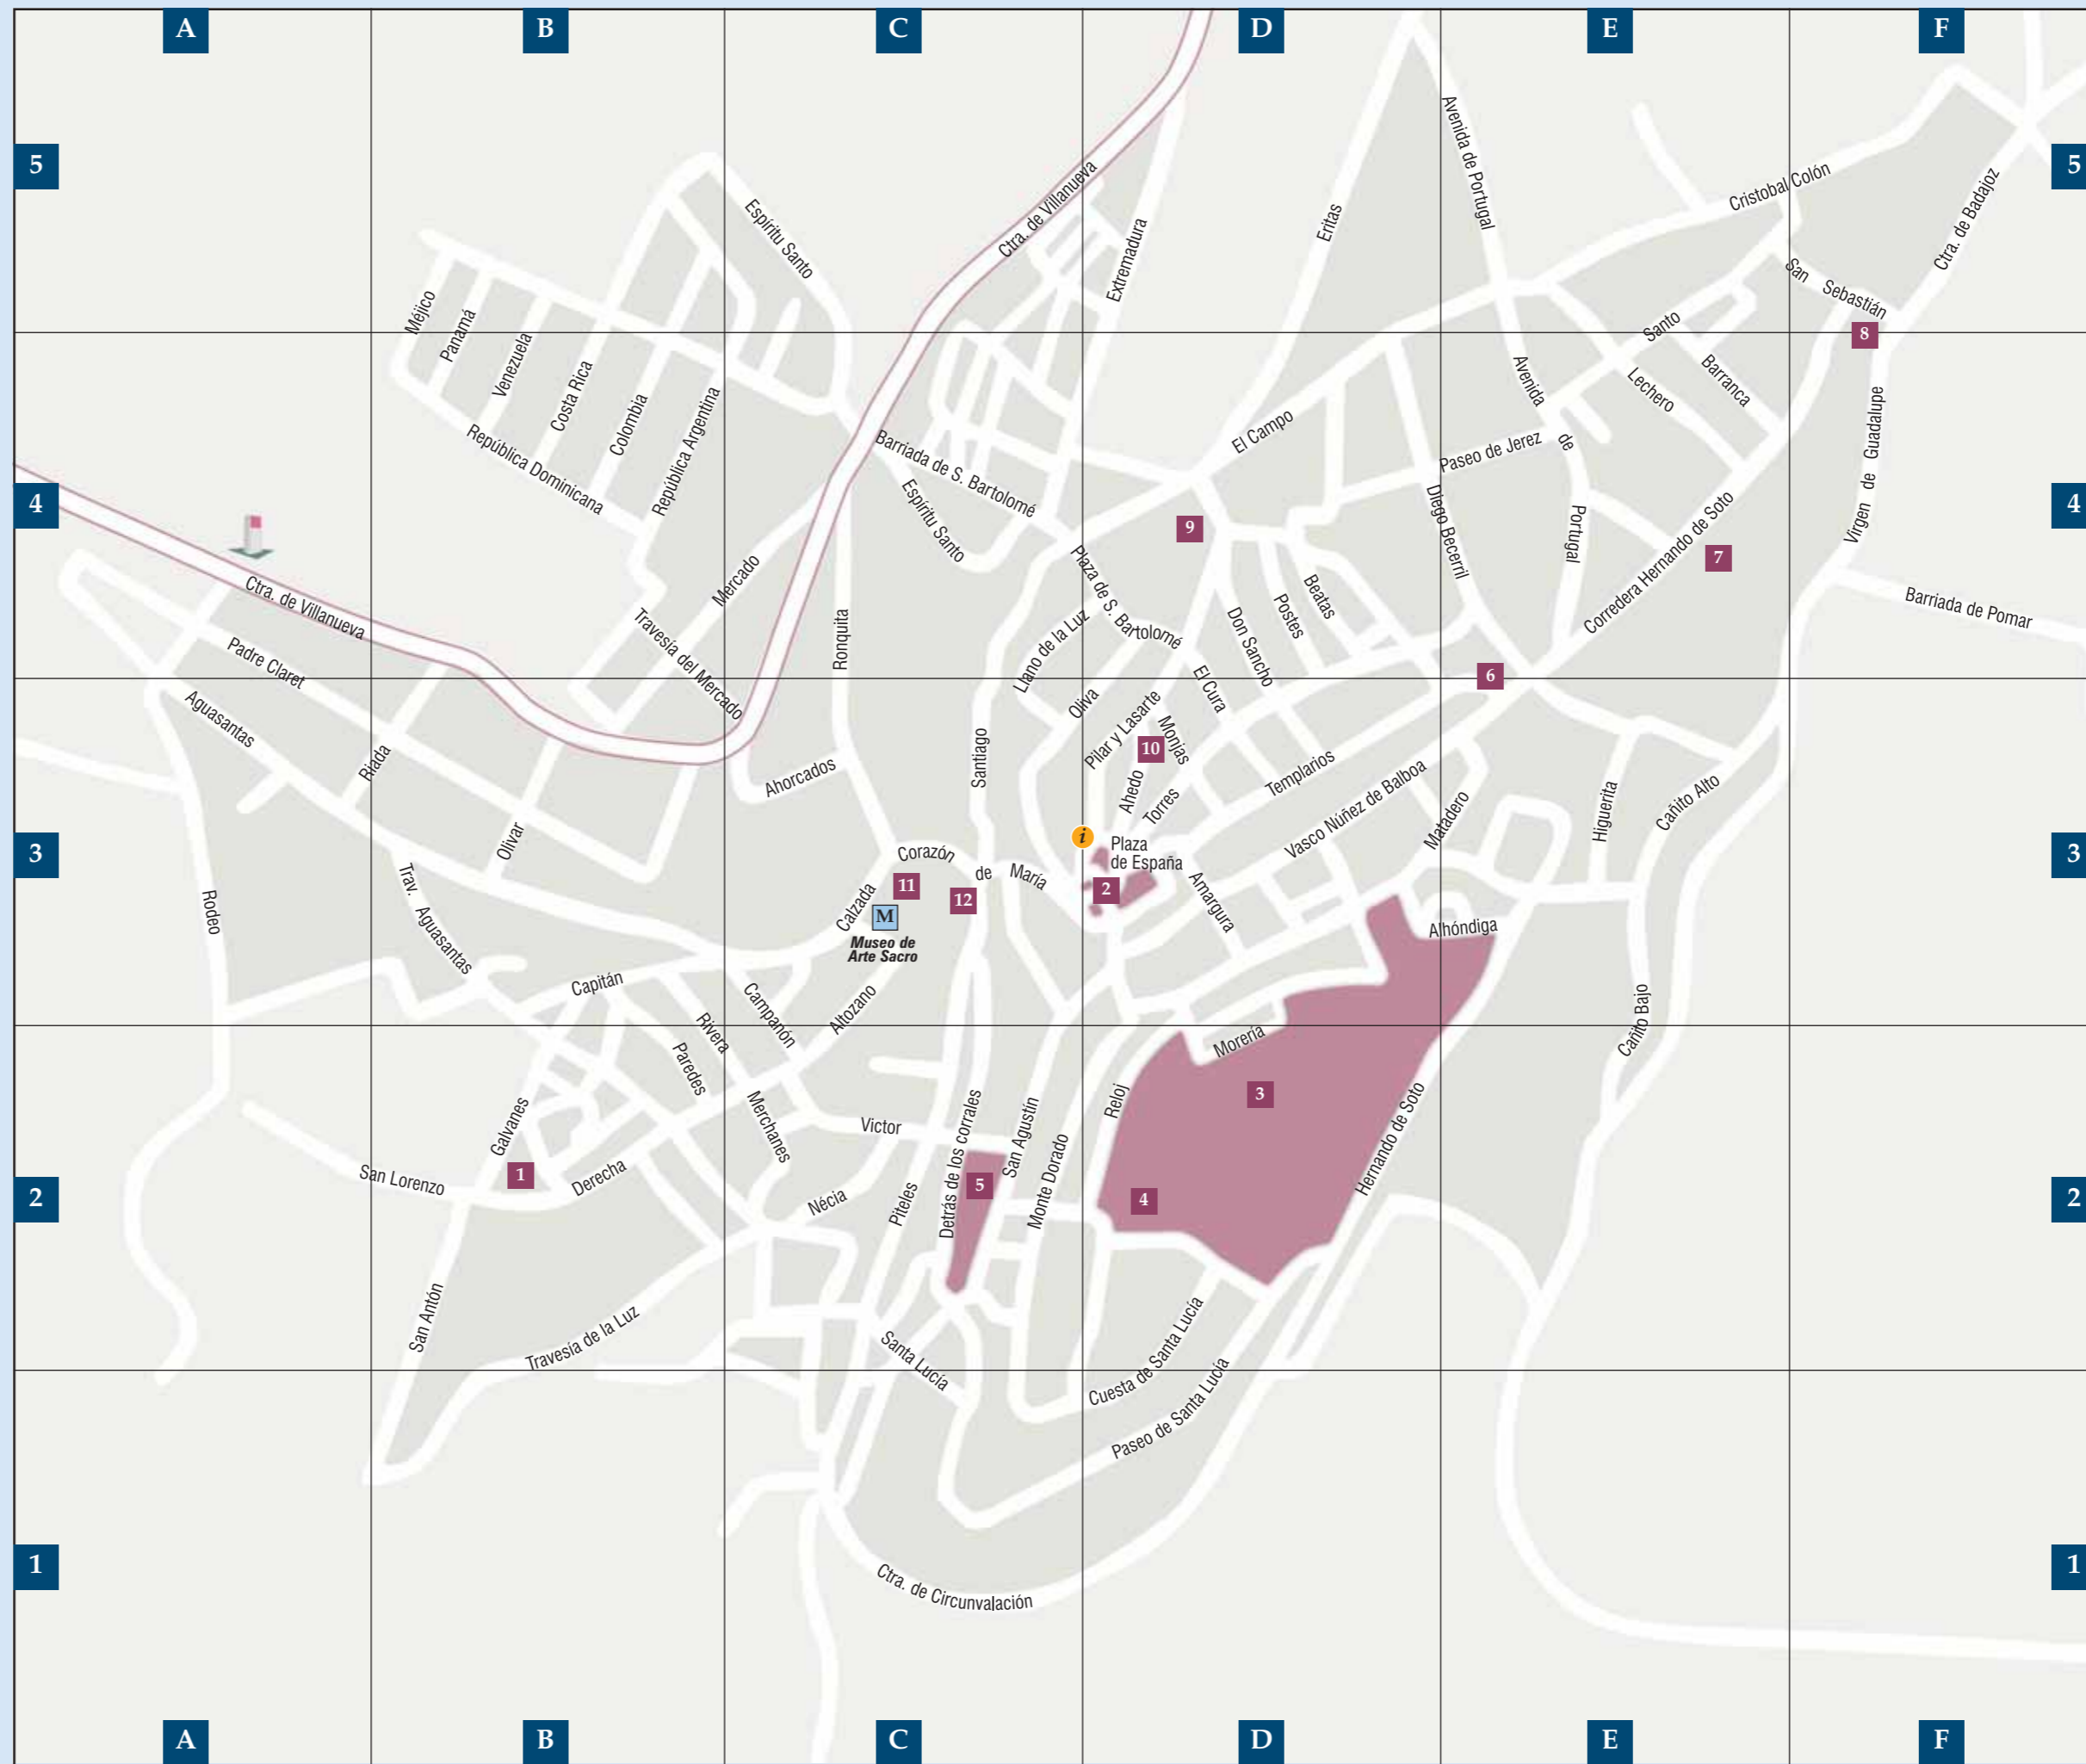 A
B
C
D
E
F
5
5
Espíritu Santo
Ctra. de Villanueva
Extremadura
Eritas
Avenida de Portugal
Cristobal Colón
Ctra. de Badajoz
San Sebastián
Méjico
Panamá
Venezuela
Costa Rica
Colombia
República Argentina
República Dominicana
Barriada de S. Bartolomé
Espíritu Santo
El Campo
Paseo de Jerez
Avenida de Portugal
Santo
Lechero
Barranca
8
Virgen de Guadalupe
4
4
9
7
Diego Becerril
Corredera Hernando de Soto
Barriada de Pomar
Ctra. de Villanueva
Mercado
Travesía del Mercado
Ronquita
Plaza de S. Bartolomé
Llano de la Luz
Beatas
Postes
Don Sancho
El Cura
6
Padre Claret
Aguasantas
Riada
Olivar
Ahorcados
Santiago
Oliva
Pilar y Lasarte
Monjas
10
Ahedo
Torres
Templarios
Vasco Núñez de Balboa
Matadero
Higuerita
Cañito Alto
3
3
i
Plaza
de España
2
Corazón de María
11
12
Calzada
M
Museo de
Arte Sacro
Amargura
Alhóndiga
Rodeo
Trav. Aguasantas
Capitán
Campanón
Altozano
Rivera
Paredes
Merchanes
Morería
Cañito Bajo
Reloj
3
Hernando de Soto
Galvanes
Victor
Detrás de los corrales
San Agustín
Monte Dorado
2
2
San Lorenzo
1
Derecha
Nécia
Piteles
5
4
San Antón
Travesía de la Luz
Santa Lucía
Cuesta de Santa Lucía
Paseo de Santa Lucía
1
1
Ctra. de Circunvalación
A
B
C
D
E
F